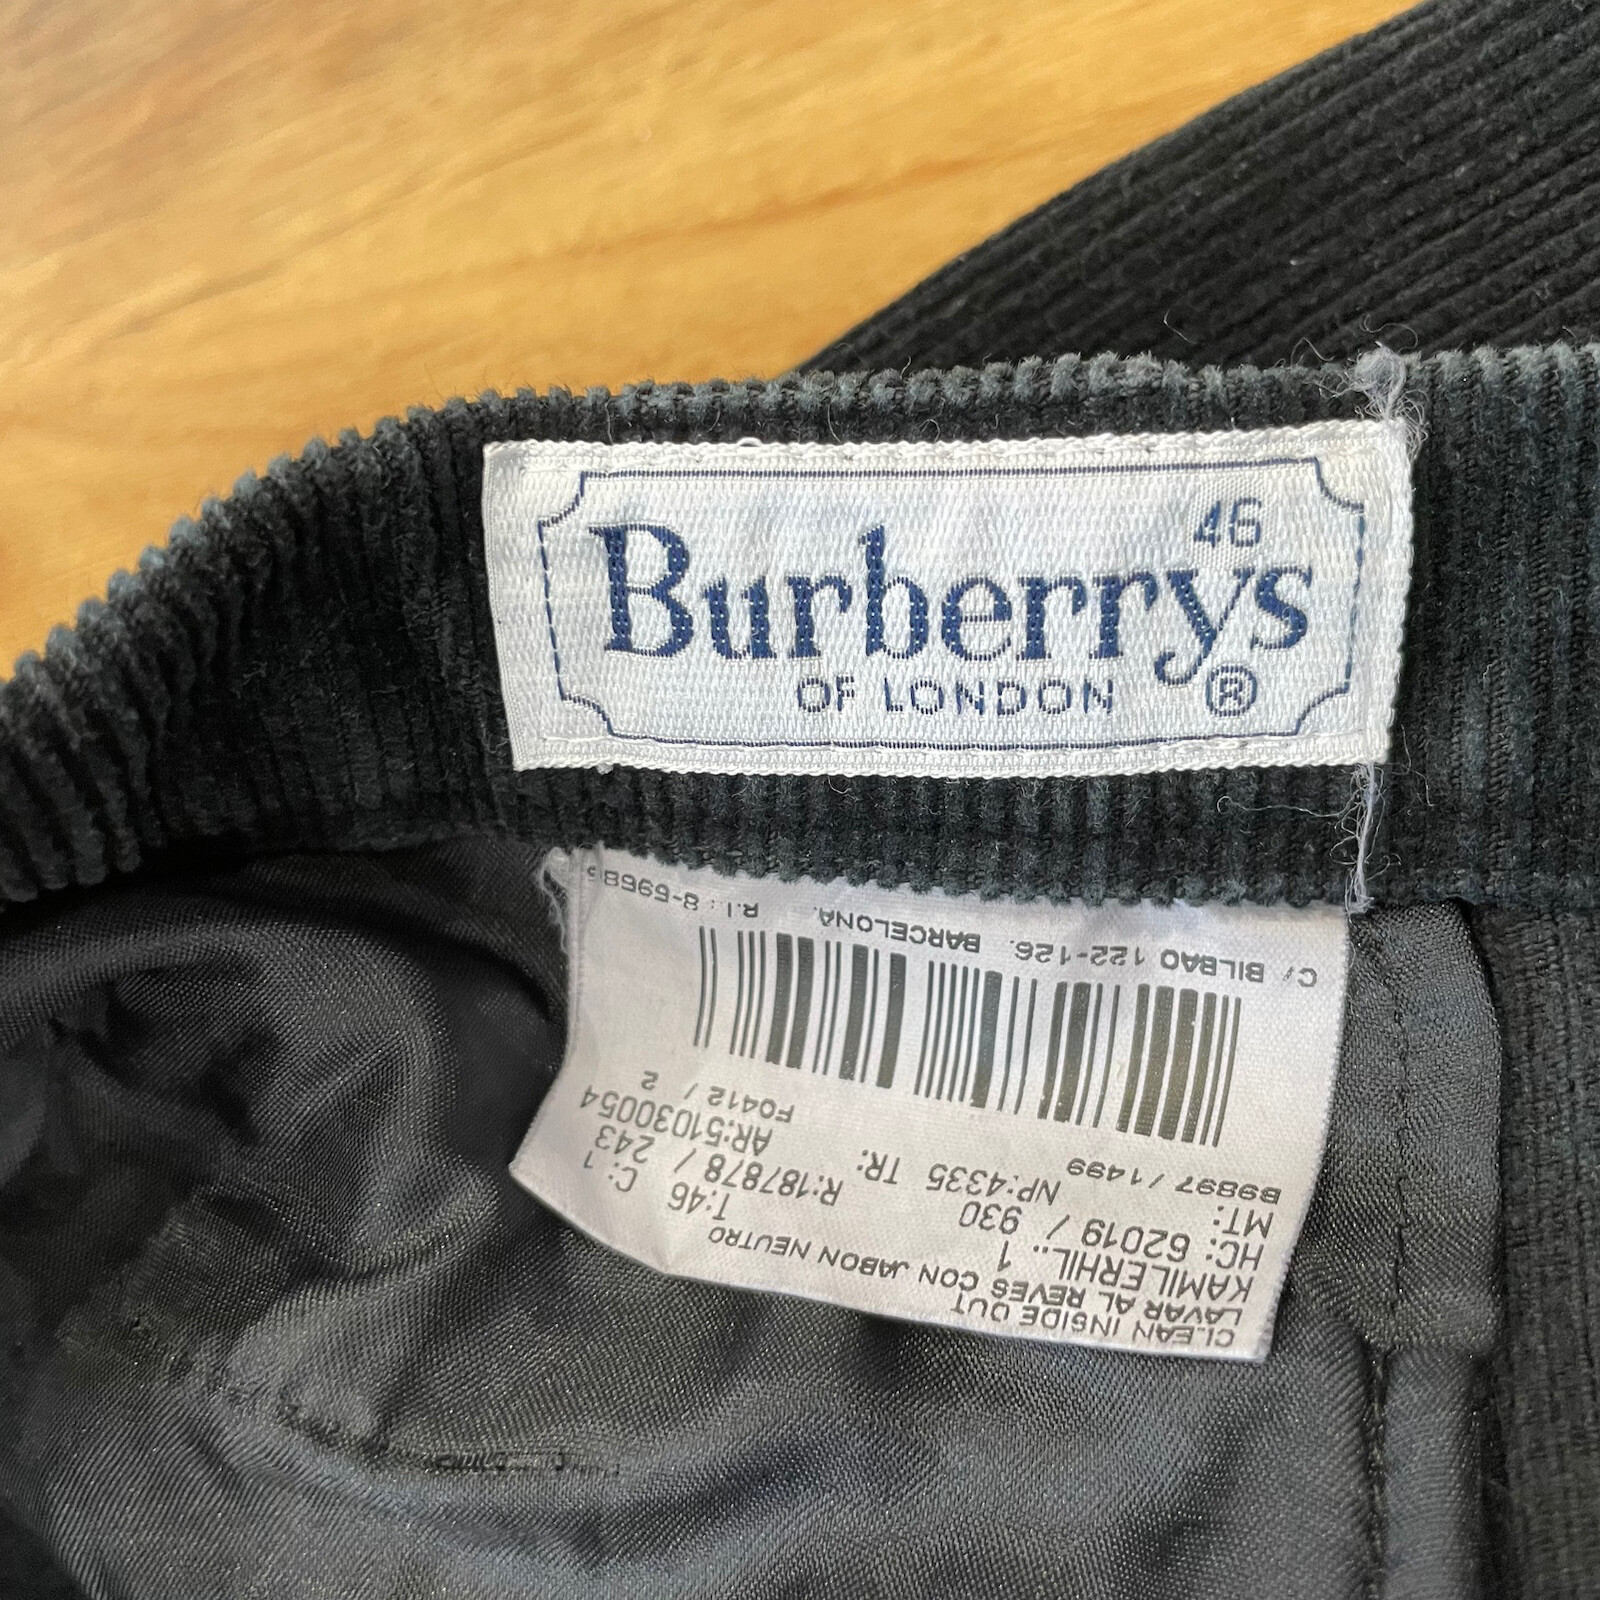 46
Burberrys
OF LONDON ®
CLEAN INSIDE OUT
LAVAR AL REVES CON JABON NEUTRO
KAMILERHIL.. 1
HC: 62019 / 930 T:46 C: 1
MT: NP:4335 TR: R:187878 / 243
B9897 / 1499 AR:51030054
F0412 / 2
C/ BILBAO 122-126. BARCELONA. R.I.: 8-5968